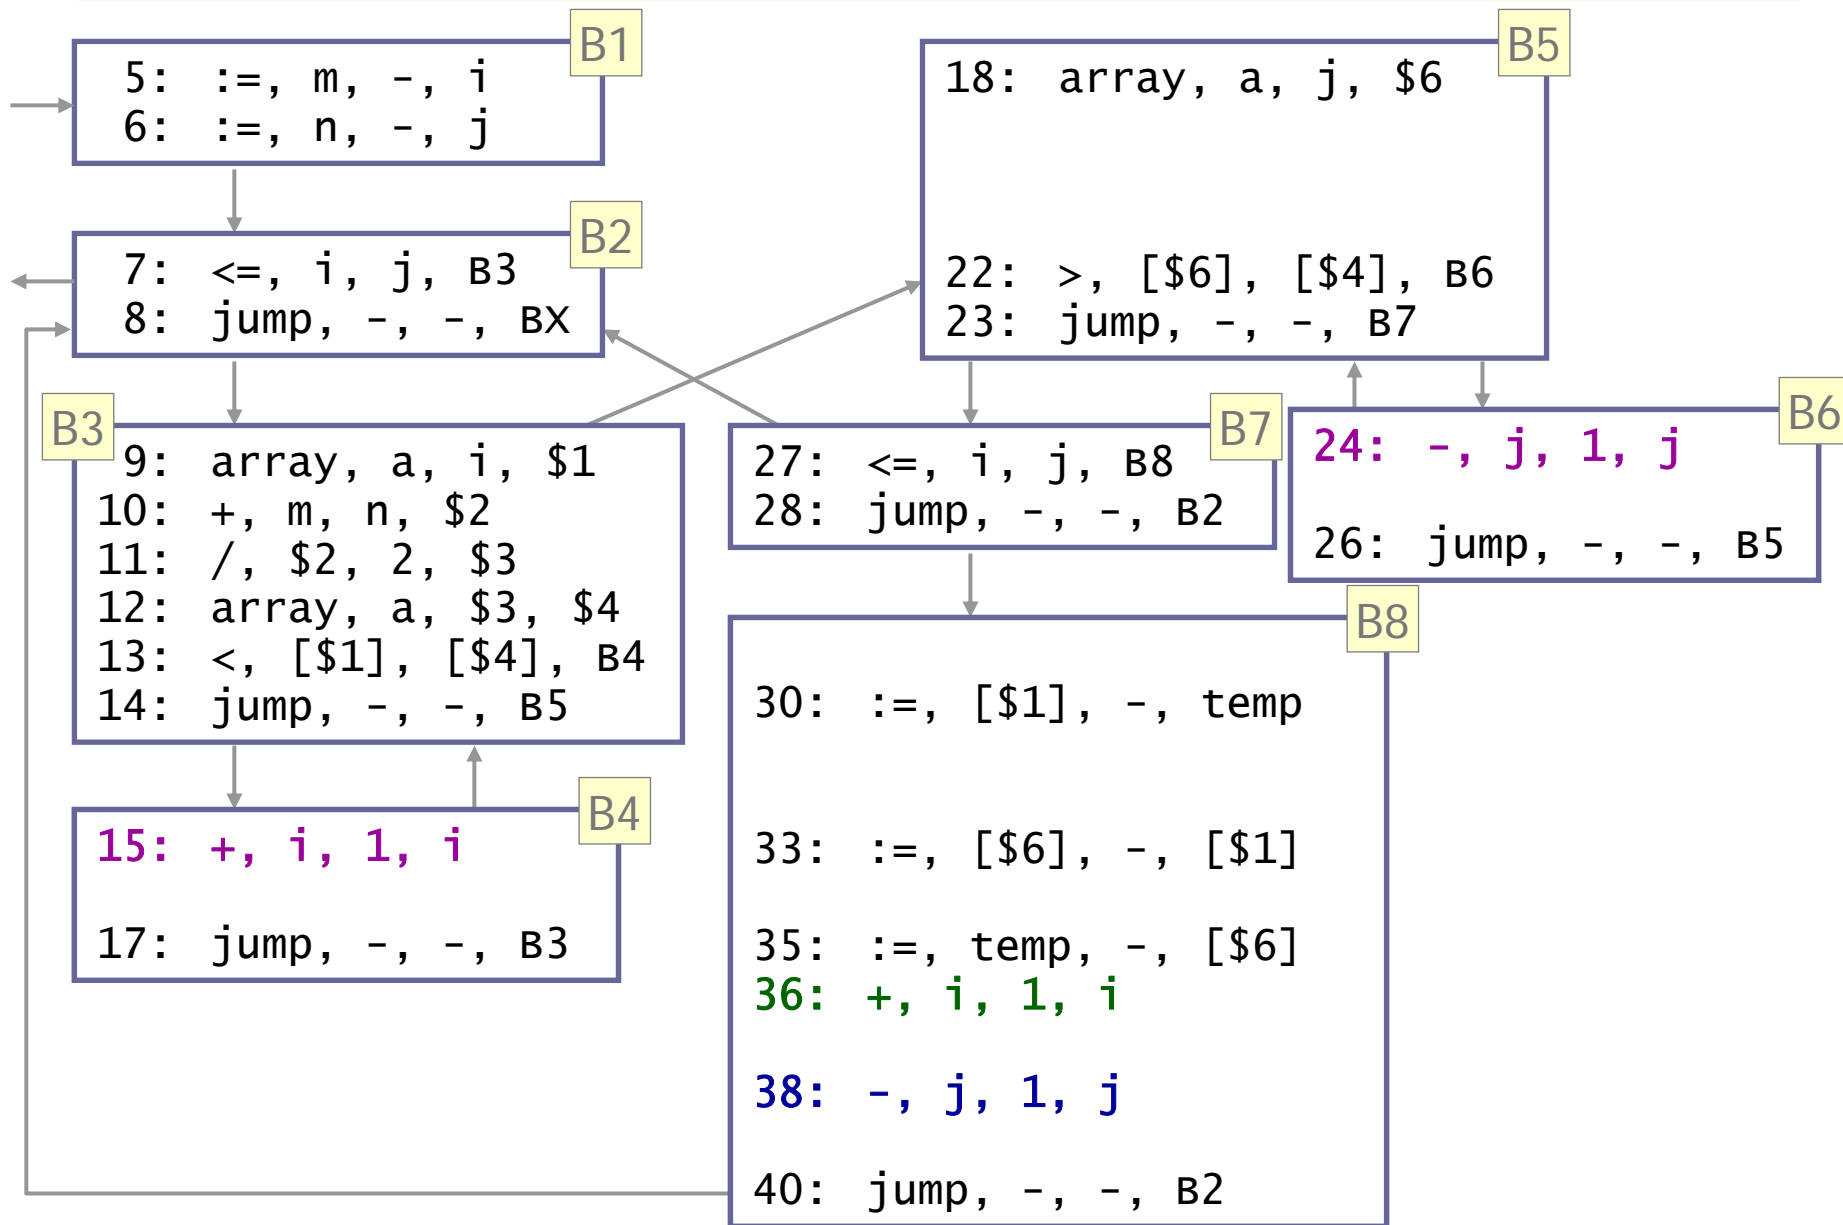 B1
5: :=, m, -, i
6: :=, n, -, j
B2
7: <=, i, j, B3
8: jump, -, -, BX
B3
9: array, a, i, $1
10: +, m, n, $2
11: /, $2, 2, $3
12: array, a, $3, $4
13: <, [$1], [$4], B4
14: jump, -, -, B5
B4
15: +, i, 1, i
17: jump, -, -, B3
B5
18: array, a, j, $6
22: >, [$6], [$4], B6
23: jump, -, -, B7
B6
24: -, j, 1, j
26: jump, -, -, B5
B7
27: <=, i, j, B8
28: jump, -, -, B2
B8
30: :=, [$1], -, temp
33: :=, [$6], -, [$1]
35: :=, temp, -, [$6]
36: +, i, 1, i
38: -, j, 1, j
40: jump, -, -, B2